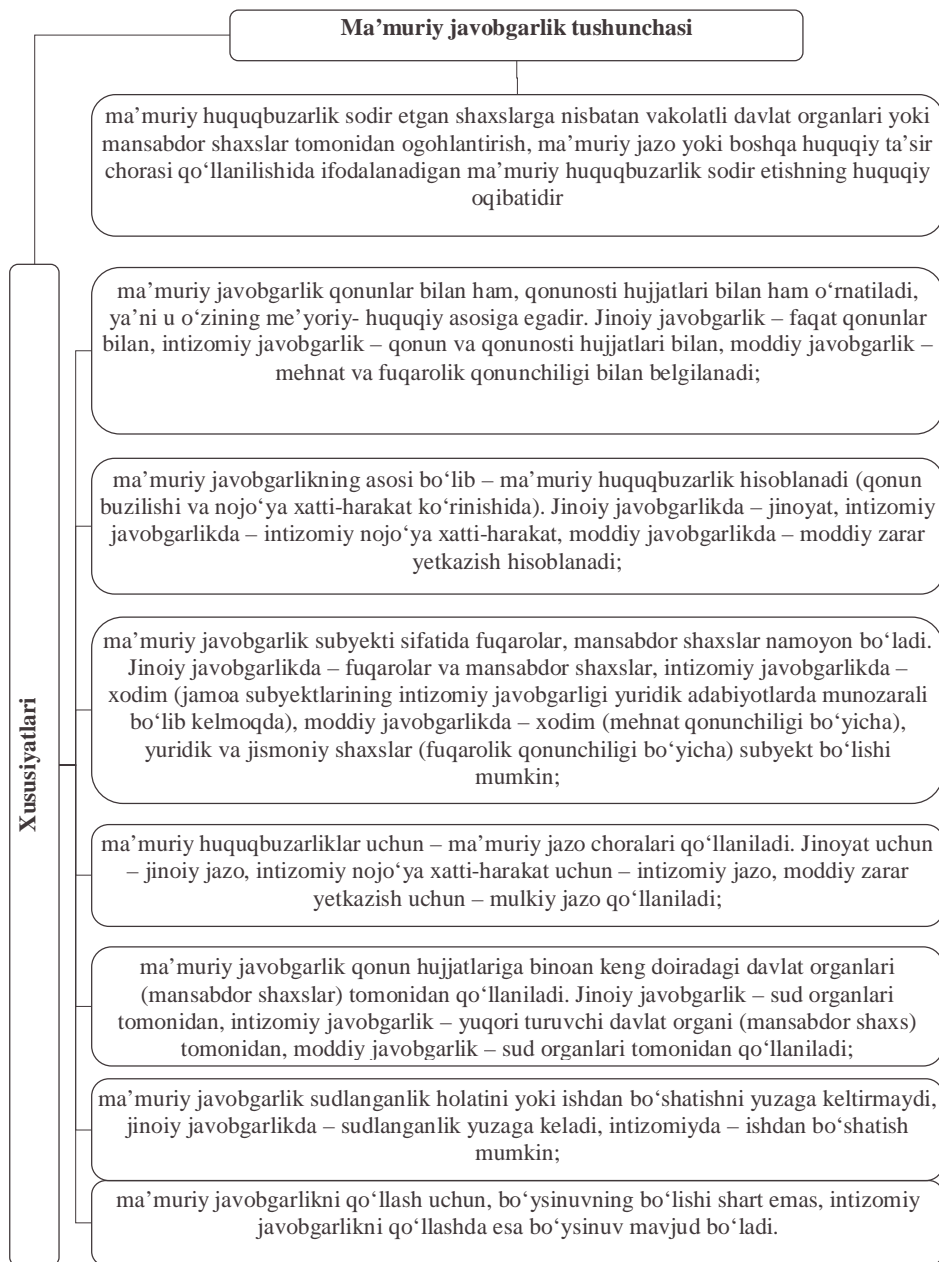 Ma’muriy javobgarlik tushunchasi
ma’muriy huquqbuzarlik sodir etgan shaxslarga nisbatan vakolatli davlat organlari yoki
mansabdor shaxslar tomonidan ogohlantirish, ma’muriy jazo yoki boshqa huquqiy ta’sir
chorasi qo‘llanilishida ifodalanadigan ma’muriy huquqbuzarlik sodir etishning huquqiy
oqibatidir
Xususiyatlari
ma’muriy javobgarlik qonunlar bilan ham, qonunosti hujjatlari bilan ham o‘rnatiladi,
ya’ni u o‘zining me’yoriy- huquqiy asosiga egadir. Jinoiy javobgarlik – faqat qonunlar
bilan, intizomiy javobgarlik – qonun va qonunosti hujjatlari bilan, moddiy javobgarlik –
mehnat va fuqarolik qonunchiligi bilan belgilanadi;
ma’muriy javobgarlikning asosi bo‘lib – ma’muriy huquqbuzarlik hisoblanadi (qonun
buzilishi va nojo‘ya xatti-harakat ko‘rinishida). Jinoiy javobgarlikda – jinoyat, intizomiy
javobgarlikda – intizomiy nojo‘ya xatti-harakat, moddiy javobgarlikda – moddiy zarar
yetkazish hisoblanadi;
ma’muriy javobgarlik subyekti sifatida fuqarolar, mansabdor shaxslar namoyon bo‘ladi.
Jinoiy javobgarlikda – fuqarolar va mansabdor shaxslar, intizomiy javobgarlikda –
xodim (jamoa subyektlarining intizomiy javobgarligi yuridik adabiyotlarda munozarali
bo‘lib kelmoqda), moddiy javobgarlikda – xodim (mehnat qonunchiligi bo‘yicha),
yuridik va jismoniy shaxslar (fuqarolik qonunchiligi bo‘yicha) subyekt bo‘lishi
mumkin;
ma’muriy huquqbuzarliklar uchun – ma’muriy jazo choralari qo‘llaniladi. Jinoyat uchun
– jinoiy jazo, intizomiy nojo‘ya xatti-harakat uchun – intizomiy jazo, moddiy zarar
yetkazish uchun – mulkiy jazo qo‘llaniladi;
ma’muriy javobgarlik qonun hujjatlariga binoan keng doiradagi davlat organlari
(mansabdor shaxslar) tomonidan qo‘llaniladi. Jinoiy javobgarlik – sud organlari
tomonidan, intizomiy javobgarlik – yuqori turuvchi davlat organi (mansabdor shaxs)
tomonidan, moddiy javobgarlik – sud organlari tomonidan qo‘llaniladi;
ma’muriy javobgarlik sudlanganlik holatini yoki ishdan bo‘shatishni yuzaga keltirmaydi,
jinoiy javobgarlikda – sudlanganlik yuzaga keladi, intizomiyda – ishdan bo‘shatish
mumkin;
ma’muriy javobgarlikni qo‘llash uchun, bo‘ysinuvning bo‘lishi shart emas, intizomiy
javobgarlikni qo‘llashda esa bo‘ysinuv mavjud bo‘ladi.